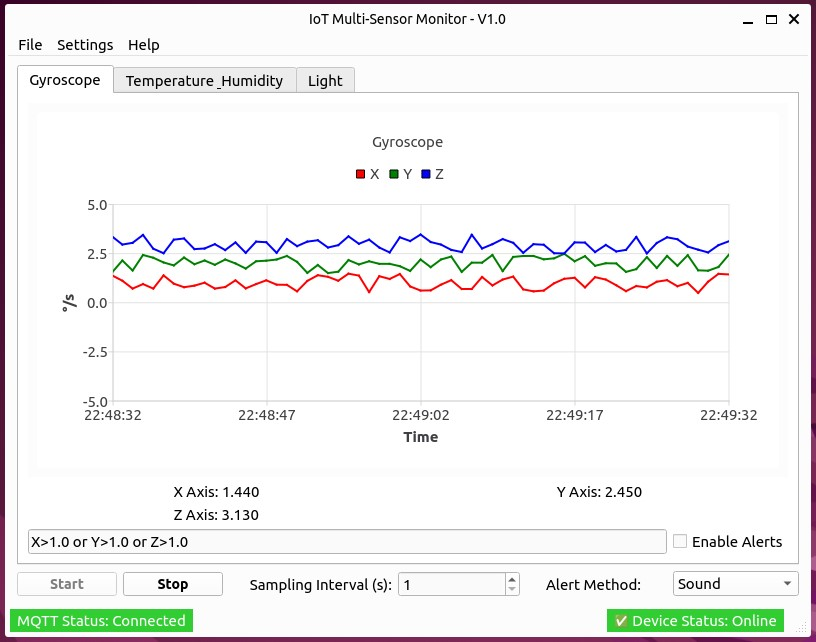 IoT Multi-Sensor Monitor - V1.0
File Settings Help
Gyroscope Temperature_Humidity Light
Gyroscope
X Y Z
5.0
2.5
0.0
-2.5
-5.0
°/s
22:48:32 22:48:47 22:49:02 22:49:17 22:49:32
Time
X Axis: 1.440 Y Axis: 2.450
Z Axis: 3.130
X>1.0 or Y>1.0 or Z>1.0 Enable Alerts
Start Stop Sampling Interval (s): 1 Alert Method: Sound
MQTT Status: Connected ✅ Device Status: Online